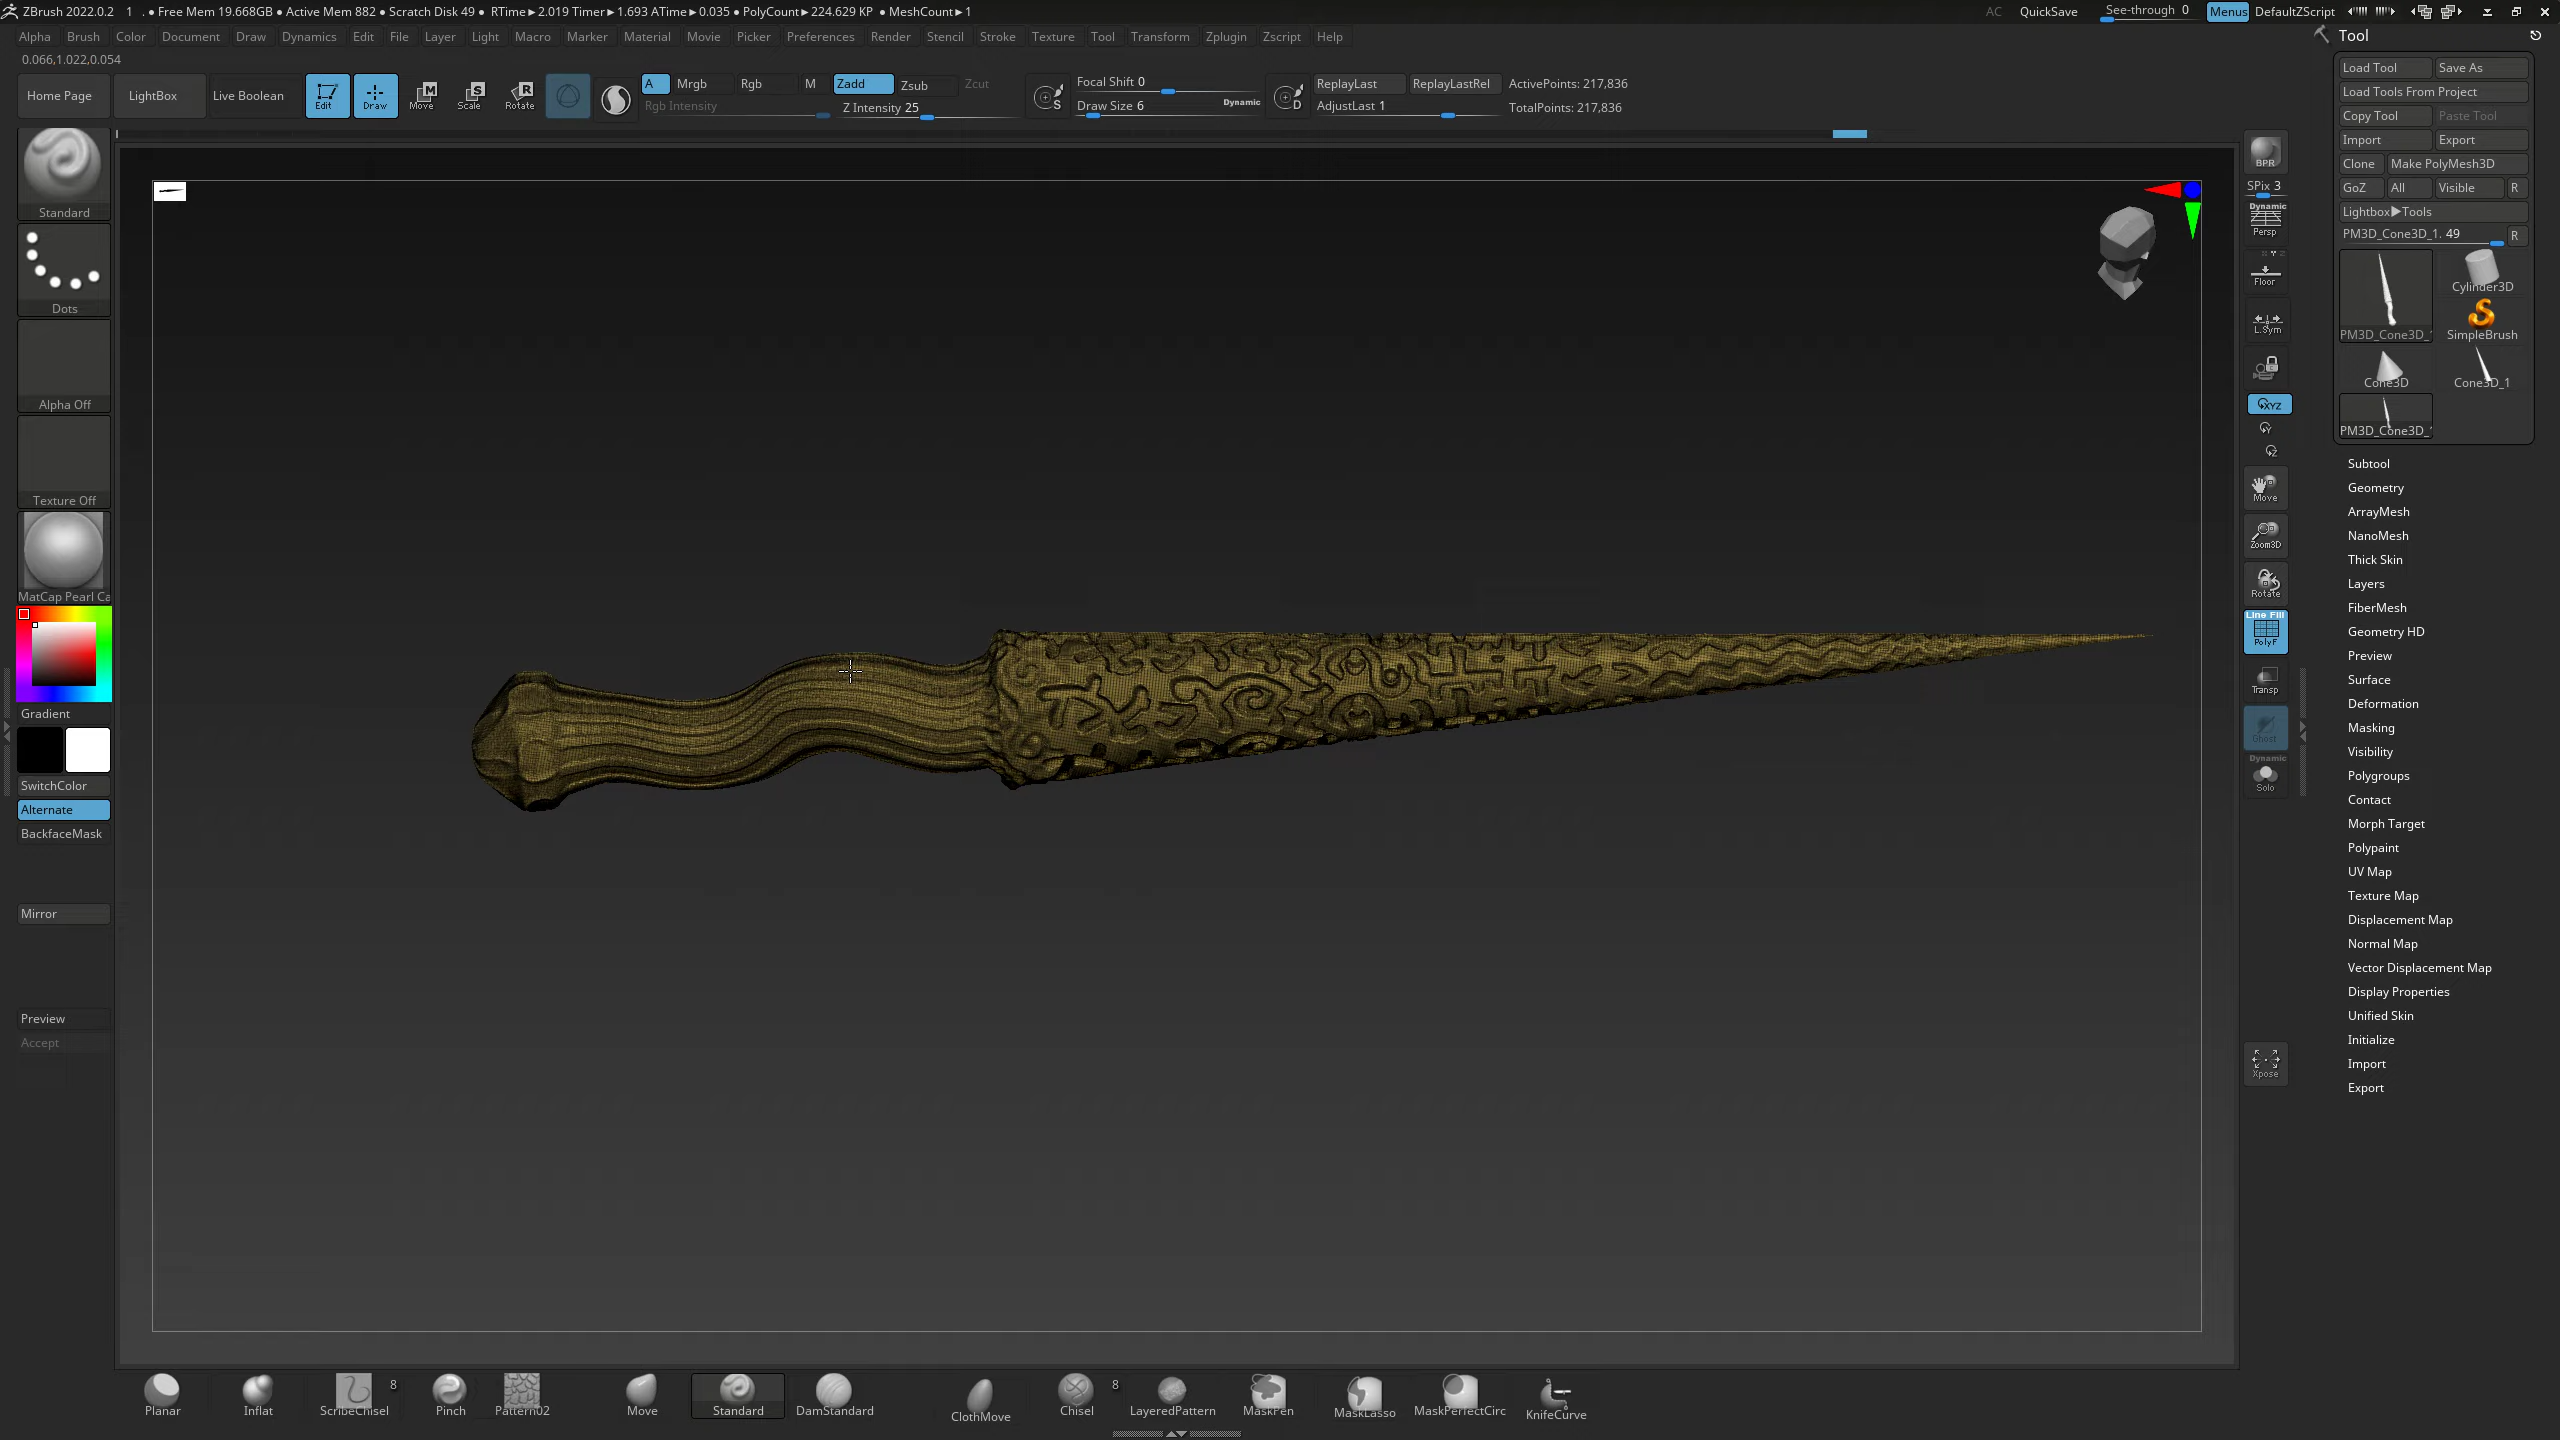 ZBrush 2022.0.2 1 . ● Free Mem 19.668GB ● Active Mem 882 ● Scratch Disk 49 ● RTime►2.019 Timer►1.693 ATime►0.035 ● PolyCount►224.629 KP ● MeshCount►1 AC QuickSave See-through 0 Menus DefaultZScript
Alpha Brush Color Document Draw Dynamics Edit File Layer Light Macro Marker Material Movie Picker Preferences Render Stencil Stroke Texture Tool Transform Zplugin Zscript Help
Tool
0.066,1.022,0.054
Home Page LightBox Live Boolean Edit Draw Move Scale Rotate
M S R
A Mrgb Rgb M Zadd Zsub Zcut
Rgb Intensity Z Intensity 25
S Focal Shift 0
Draw Size 6 Dynamic
D ReplayLast ReplayLastRel ActivePoints: 217,836
AdjustLast 1 TotalPoints: 217,836
Standard
Dots
Alpha Off
Texture Off
MatCap Pearl Ca
Gradient
SwitchColor
Alternate
BackfaceMask
Mirror
Preview
Accept
BPR
SPix 3
Dynamic
Persp
Floor
L.Sym
XYZ
Y
Z
Move
Zoom3D
Rotate
Line Fill
PolyF
Transp
Ghost
Dynamic
Solo
Xpose
Load Tool Save As
Load Tools From Project
Copy Tool Paste Tool
Import Export
Clone Make PolyMesh3D
GoZ All Visible R
Lightbox►Tools
PM3D_Cone3D_1. 49 R
Cylinder3D
PM3D_Cone3D_1 SimpleBrush
Cone3D Cone3D_1
PM3D_Cone3D_1
Subtool
Geometry
ArrayMesh
NanoMesh
Thick Skin
Layers
FiberMesh
Geometry HD
Preview
Surface
Deformation
Masking
Visibility
Polygroups
Contact
Morph Target
Polypaint
UV Map
Texture Map
Displacement Map
Normal Map
Vector Displacement Map
Display Properties
Unified Skin
Initialize
Import
Export
8 8
Planar Inflat ScribeChisel Pinch Pattern02 Move Standard DamStandard ClothMove Chisel LayeredPattern MaskPen MaskLasso MaskPerfectCirc KnifeCurve